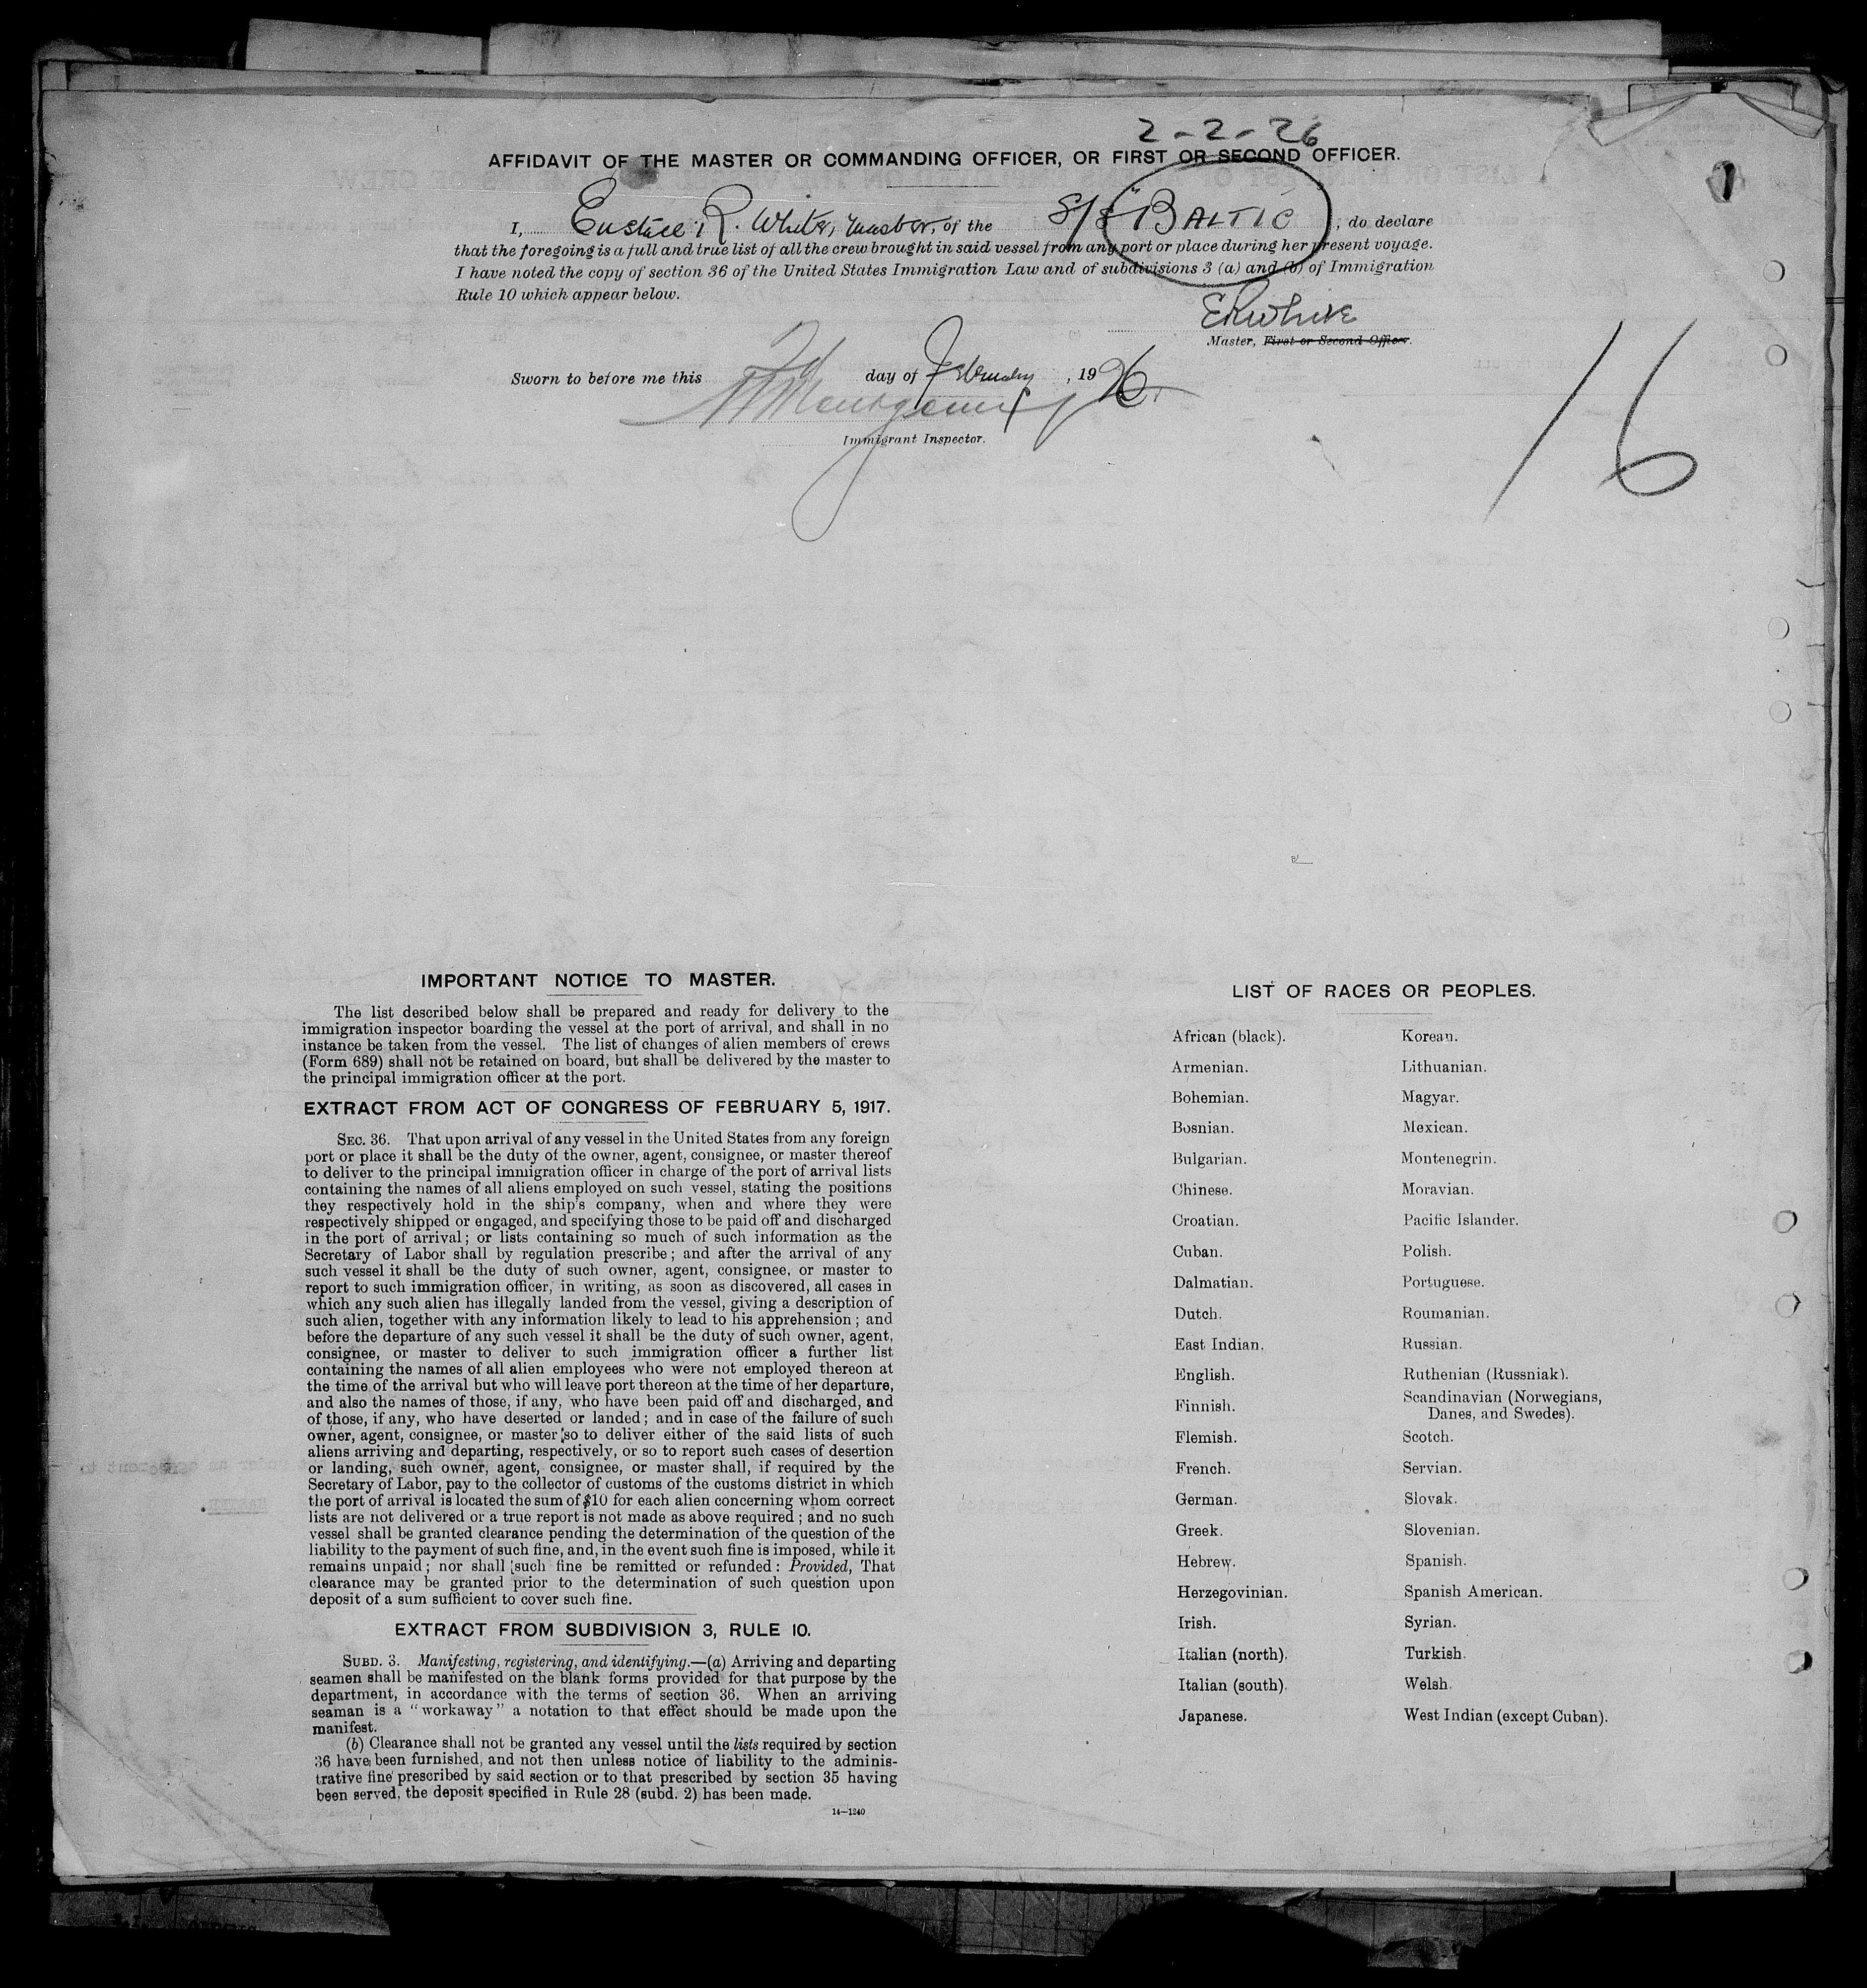 2-2-26
AFFIDAVIT OF THE MASTER OR COMMANDING OFFICER, OR FIRST OR SECOND OFFICER.
I, Eustace R. White, master, of the S/S "BALTIC, do declare
that the foregoing is a full and true list of all the crew brought in said vessel from any port or place during her present voyage.
I have noted the copy of section 36 of the United States Immigration Law and of subdivisions 3 (a) and (b) of Immigration
Rule 10 which appear below.
ERWhite
Master, First or Second Officer.
Sworn to before me this 2d day of February, 1926
Montgomery
Immigrant Inspector.
16
IMPORTANT NOTICE TO MASTER.
The list described below shall be prepared and ready for delivery to the
immigration inspector boarding the vessel at the port of arrival, and shall in no
instance be taken from the vessel. The list of changes of alien members of crews
(Form 689) shall not be retained on board, but shall be delivered by the master to
the principal immigration officer at the port.
EXTRACT FROM ACT OF CONGRESS OF FEBRUARY 5, 1917.
SEC. 36. That upon arrival of any vessel in the United States from any foreign
port or place it shall be the duty of the owner, agent, consignee, or master thereof
to deliver to the principal immigration officer in charge of the port of arrival lists
containing the names of all aliens employed on such vessel, stating the positions
they respectively hold in the ship's company, when and where they were
respectively shipped or engaged, and specifying those to be paid off and discharged
in the port of arrival; or lists containing so much of such information as the
Secretary of Labor shall by regulation prescribe; and after the arrival of any
such vessel it shall be the duty of such owner, agent, consignee, or master to
report to such immigration officer, in writing, as soon as discovered, all cases in
which any such alien has illegally landed from the vessel, giving a description of
such alien, together with any information likely to lead to his apprehension; and
before the departure of any such vessel it shall be the duty of such owner, agent,
consignee, or master to deliver to such immigration officer a further list
containing the names of all alien employees who were not employed thereon at
the time of the arrival but who will leave port thereon at the time of her departure,
and also the names of those, if any, who have been paid off and discharged, and
of those, if any, who have deserted or landed; and in case of the failure of such
owner, agent, consignee, or master so to deliver either of the said lists of such
aliens arriving and departing, respectively, or so to report such cases of desertion
or landing, such owner, agent, consignee, or master shall, if required by the
Secretary of Labor, pay to the collector of customs of the customs district in which
the port of arrival is located the sum of $10 for each alien concerning whom correct
lists are not delivered or a true report is not made as above required; and no such
vessel shall be granted clearance pending the determination of the question of the
liability to the payment of such fine, and, in the event such fine is imposed, while it
remains unpaid; nor shall such fine be remitted or refunded: Provided, That
clearance may be granted prior to the determination of such question upon
deposit of a sum sufficient to cover such fine.
EXTRACT FROM SUBDIVISION 3, RULE 10.
SUBD. 3. Manifesting, registering, and identifying.—(a) Arriving and departing
seamen shall be manifested on the blank forms provided for that purpose by the
department, in accordance with the terms of section 36. When an arriving
seaman is a "workaway" a notation to that effect should be made upon the
manifest.
(b) Clearance shall not be granted any vessel until the lists required by section
36 have been furnished, and not then unless notice of liability to the adminis-
trative fine prescribed by said section or to that prescribed by section 35 having
been served, the deposit specified in Rule 28 (subd. 2) has been made.
14—1240
LIST OF RACES OR PEOPLES.
African (black).
Armenian.
Bohemian.
Bosnian.
Bulgarian.
Chinese.
Croatian.
Cuban.
Dalmatian.
Dutch.
East Indian.
English.
Finnish.
Flemish.
French.
German.
Greek.
Hebrew.
Herzegovinian.
Irish.
Italian (north).
Italian (south).
Japanese.
Korean.
Lithuanian.
Magyar.
Mexican.
Montenegrin.
Moravian.
Pacific Islander.
Polish.
Portuguese.
Roumanian.
Russian.
Ruthenian (Russniak).
Scandinavian (Norwegians,
Danes, and Swedes).
Scotch.
Servian.
Slovak.
Slovenian.
Spanish.
Spanish American.
Syrian.
Turkish.
Welsh.
West Indian (except Cuban).